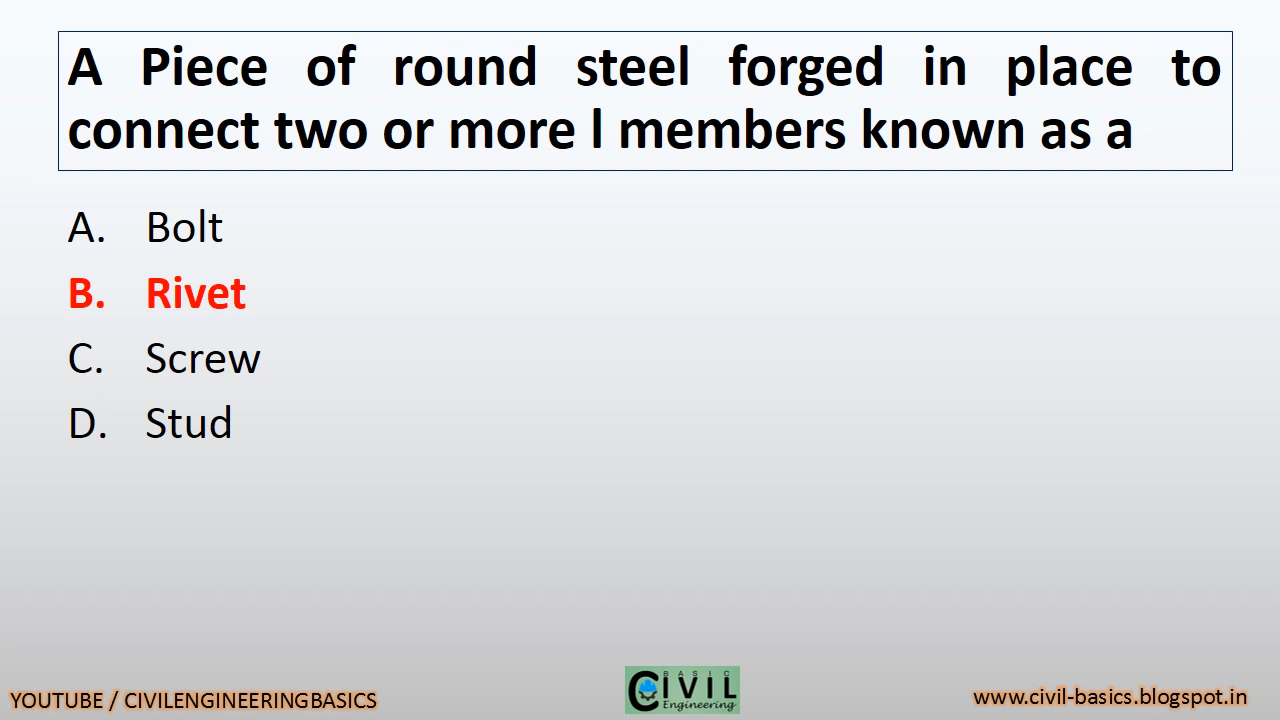 A Piece of round steel forged in place to
connect two or more l members known as a
A. Bolt
B. Rivet
C. Screw
D. Stud
YOUTUBE / CIVILENGINEERINGBASICS
BASIC
CIVIL
Engineering
www.civil-basics.blogspot.in